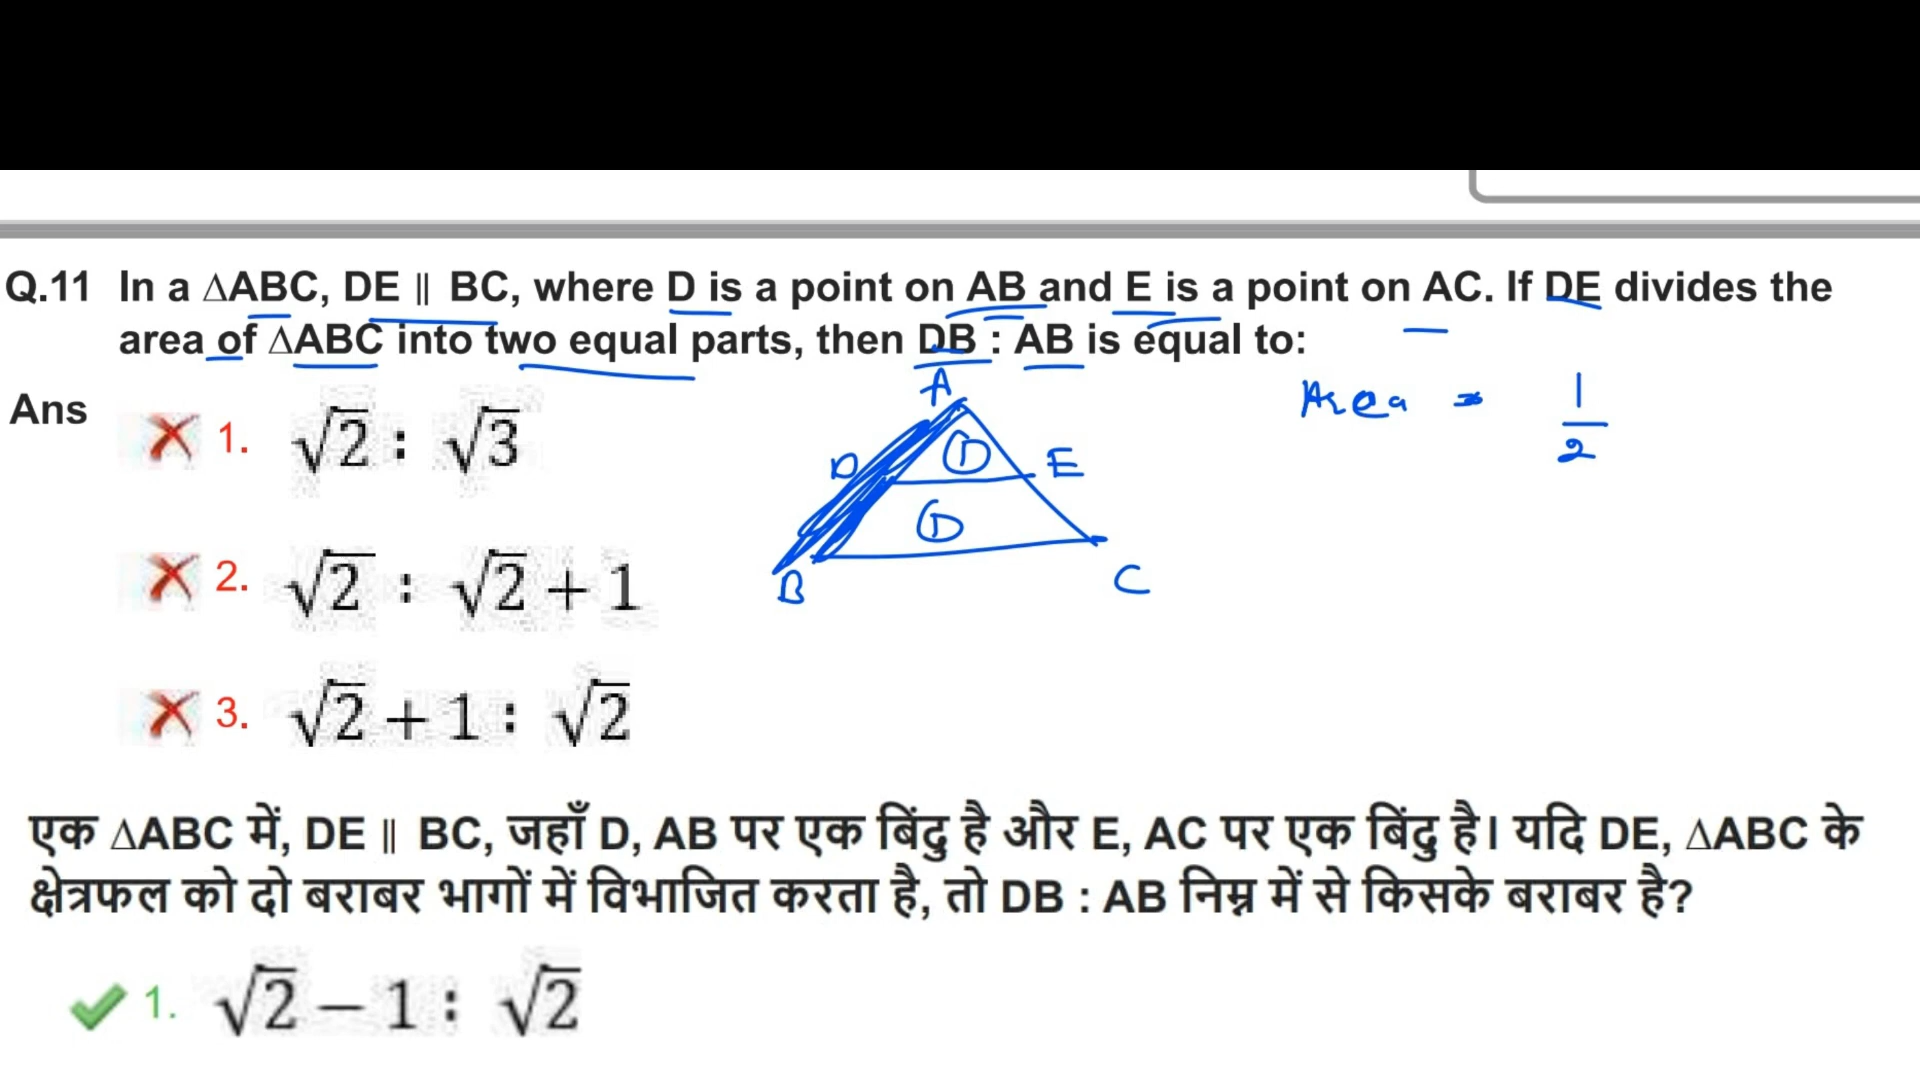 Q.11 In a ΔABC, DE || BC, where D is a point on AB and E is a point on AC. If DE divides the
area of ΔABC into two equal parts, then DB : AB is equal to:
Ans
1. √2 : √3
2. √2 : √2 + 1
3. √2 + 1 : √2
A
D E
①
①
B C
Area = 1/2
एक ΔABC में, DE || BC, जहाँ D, AB पर एक बिंदु है और E, AC पर एक बिंदु है। यदि DE, ΔABC के
क्षेत्रफल को दो बराबर भागों में विभाजित करता है, तो DB : AB निम्न में से किसके बराबर है?
1. √2 − 1 : √2